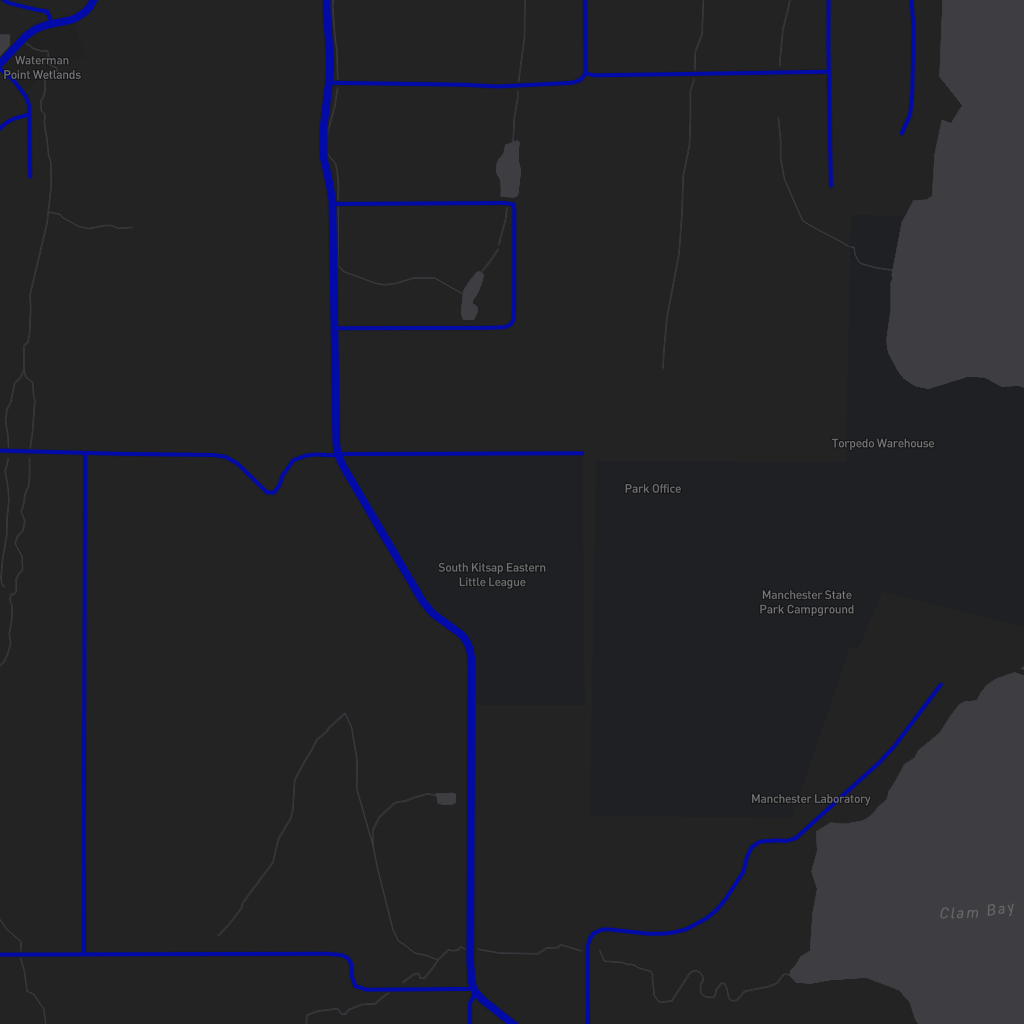 Waterman
Point Wetlands
Torpedo Warehouse
Park Office
South Kitsap Eastern
Little League
Manchester State
Park Campground
Manchester Laboratory
Clam Bay